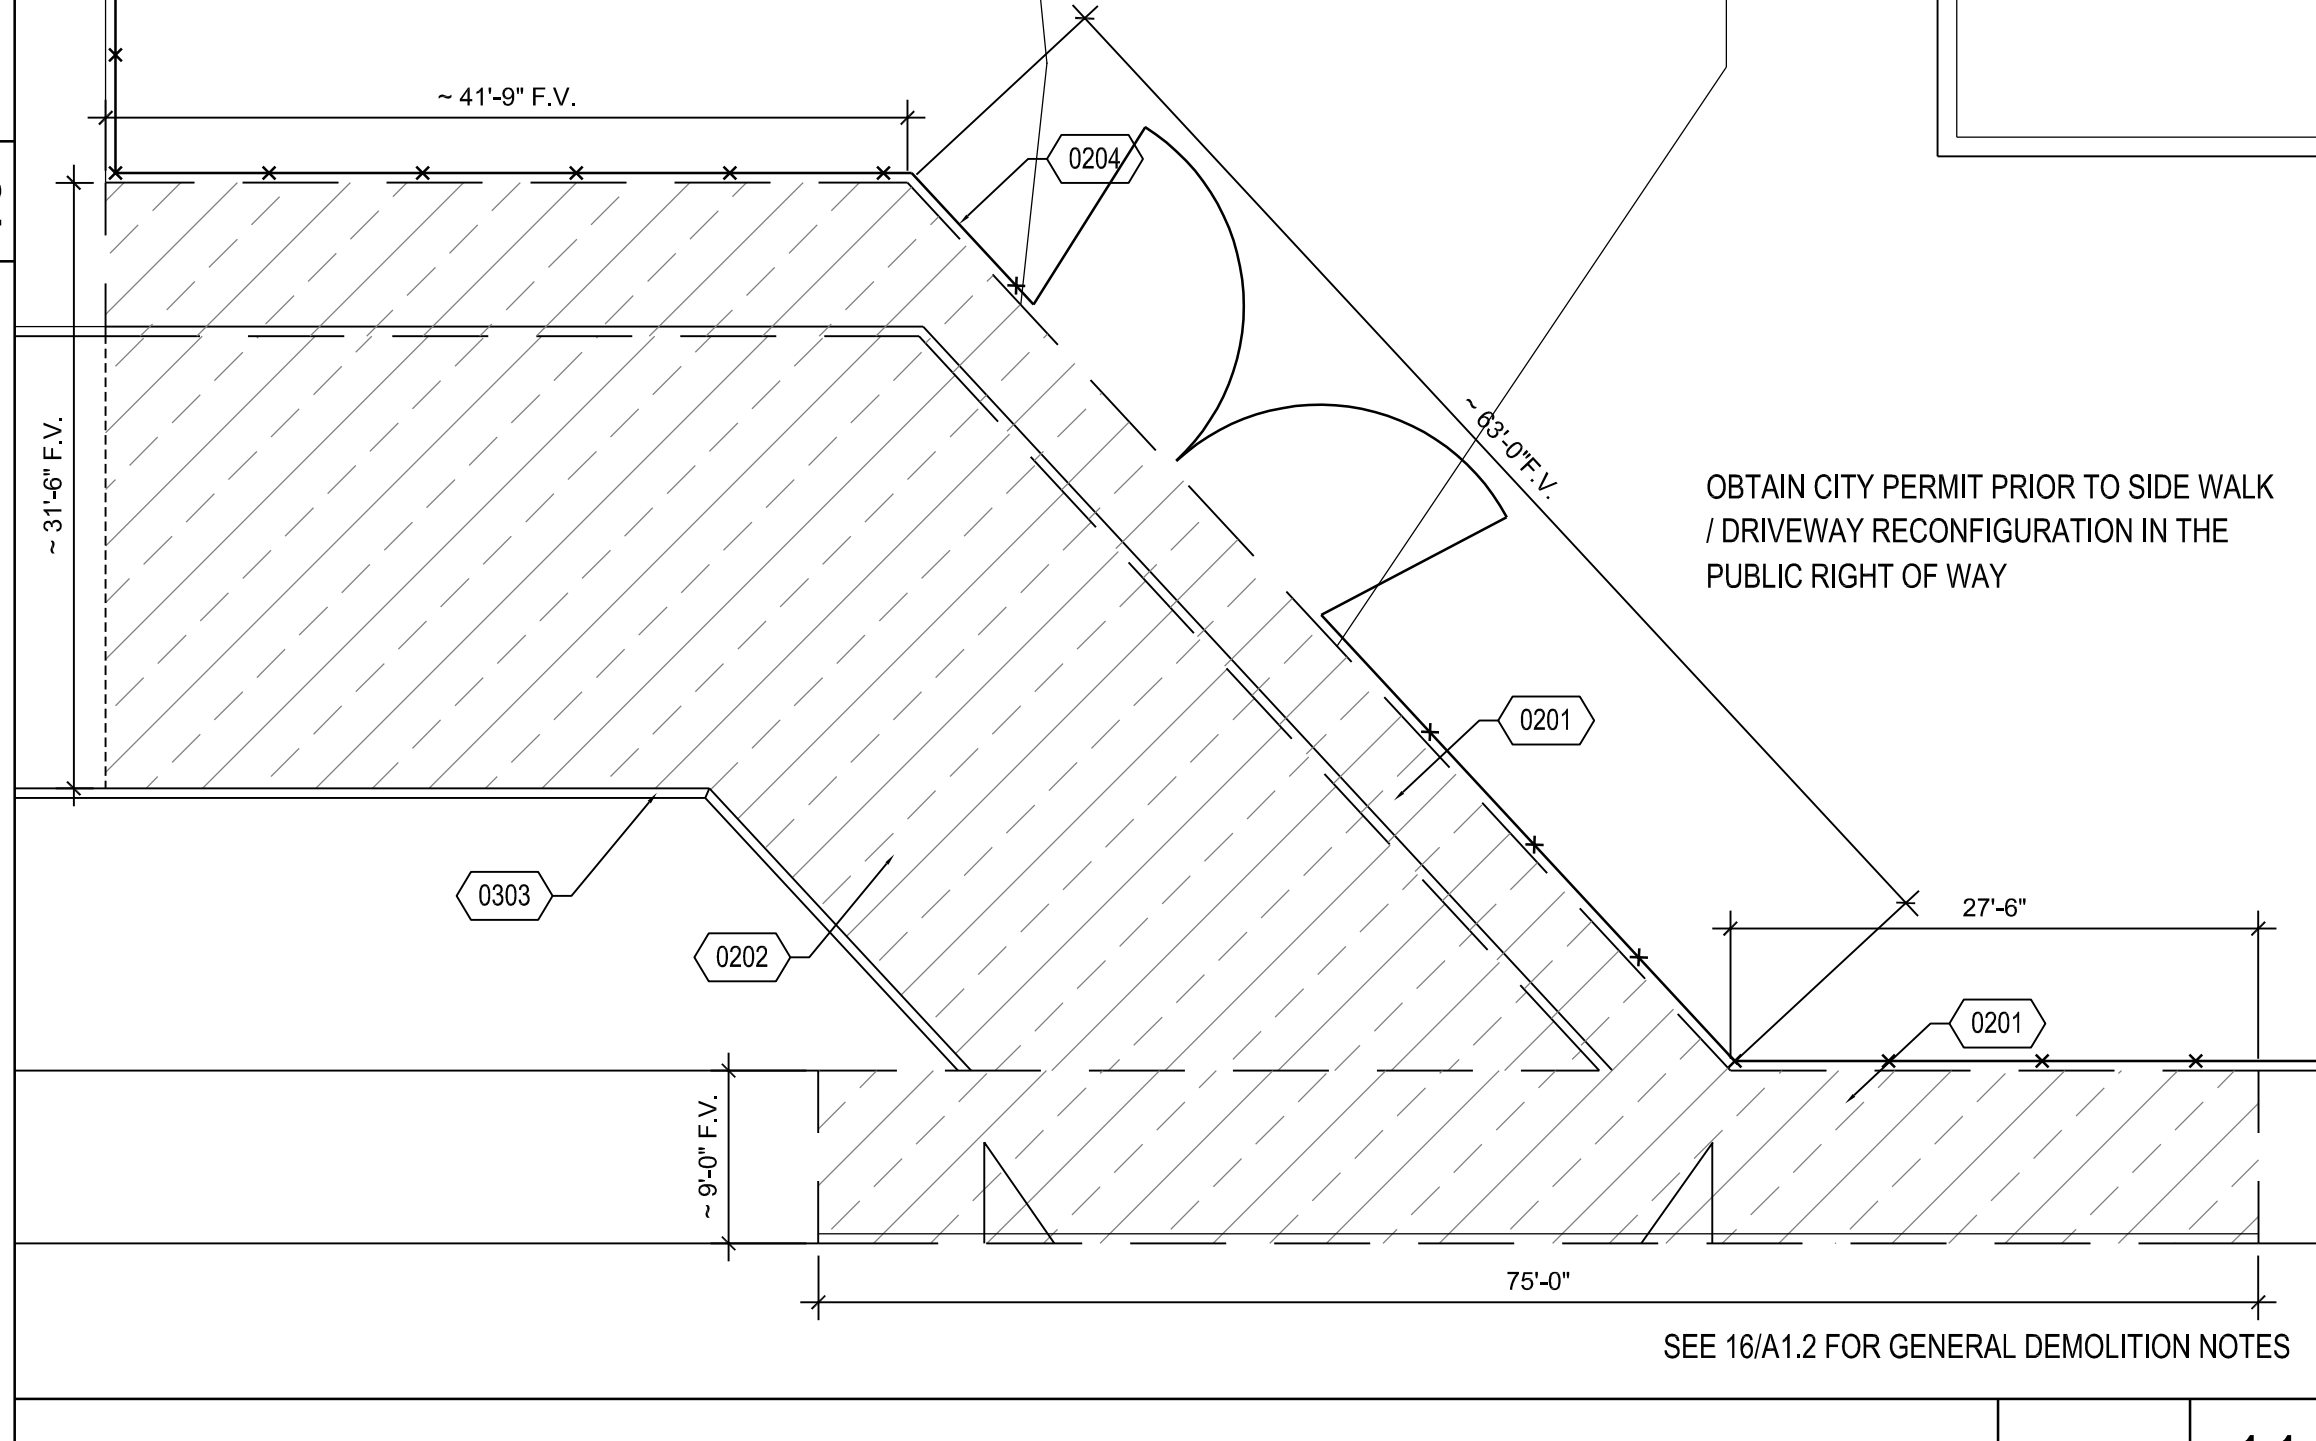 ~ 41'-9" F.V.
0204
~ 31'-6" F.V.
~ 63'-0"F.V.
OBTAIN CITY PERMIT PRIOR TO SIDE WALK
/ DRIVEWAY RECONFIGURATION IN THE
PUBLIC RIGHT OF WAY
0201
0303
0202
27'-6"
0201
~ 9'-0" F.V.
75'-0"
SEE 16/A1.2 FOR GENERAL DEMOLITION NOTES